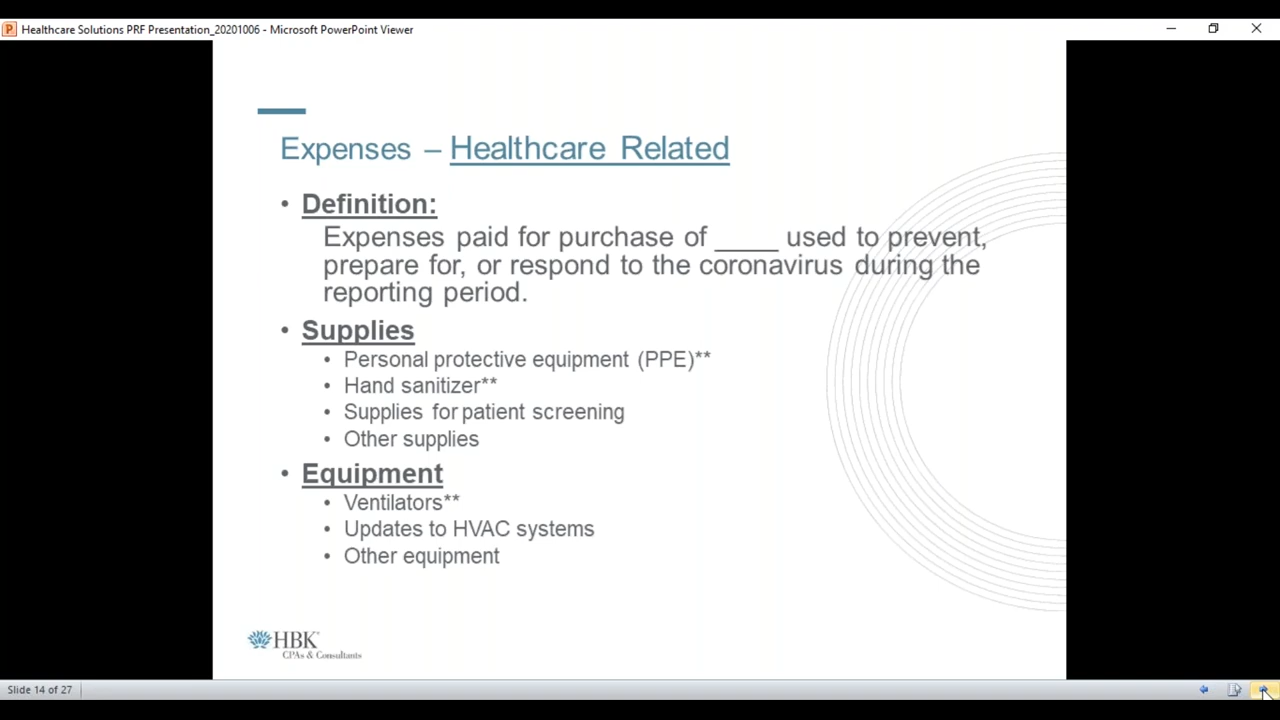 Healthcare Solutions PRF Presentation_20201006 - Microsoft PowerPoint Viewer
Expenses – Healthcare Related
• Definition:
Expenses paid for purchase of ____ used to prevent,
prepare for, or respond to the coronavirus during the
reporting period.
• Supplies
• Personal protective equipment (PPE)**
• Hand sanitizer**
• Supplies for patient screening
• Other supplies
• Equipment
• Ventilators**
• Updates to HVAC systems
• Other equipment
HBK
CPAs & Consultants
Slide 14 of 27